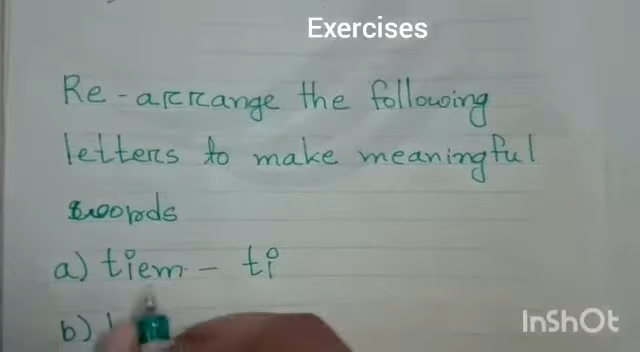 Exercises
Re-arrange the following
letters to make meaningful
words
a) tiem - ti
b)
InShOt